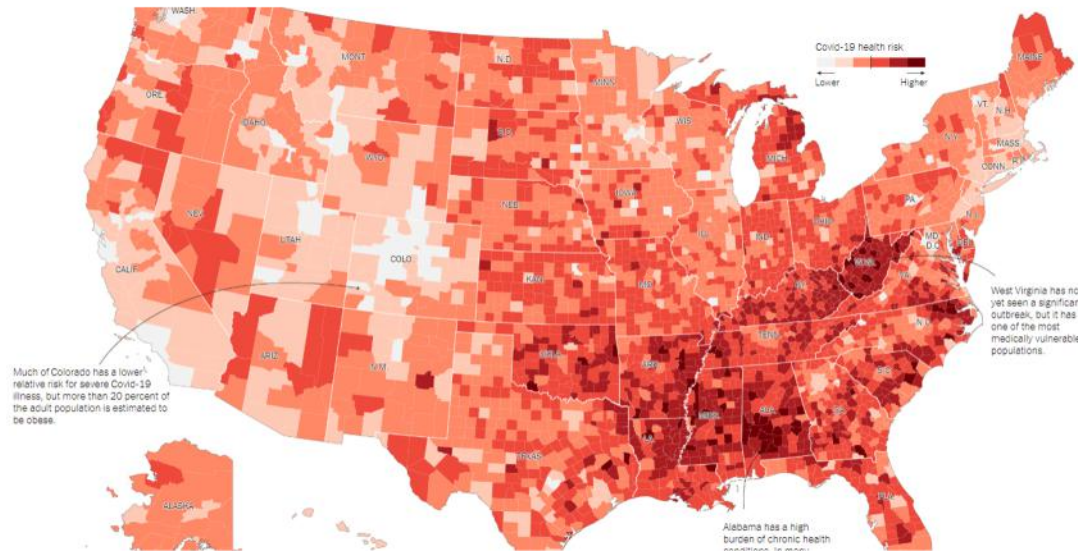 WASH.
MONT.
N.D.
MINN.
MAINE
Covid-19 health risk
Lower
Higher
ORE.
IDAHO
S.D.
WIS.
VT.
N.H.
WYO.
MICH.
N.Y.
MASS.
CONN.
R.I.
NEV.
UTAH
COLO.
NEB.
IOWA
ILL.
IND.
OHIO
PA.
N.J.
MD.
DEL.
D.C.
CALIF.
KAN.
MO.
KY.
W.VA.
VA.
West Virginia has no
yet seen a significan
outbreak, but it has
one of the most
medically vulnerable
populations.
ARIZ.
N.M.
OKLA.
ARK.
TENN.
N.C.
S.C.
Much of Colorado has a lower
relative risk for severe Covid-19
illness, but more than 20 percent of
the adult population is estimated to
be obese.
TEXAS
LA.
MISS.
ALA.
GA.
FLA.
ALASKA
Alabama has a high
burden of chronic health
conditions. In many